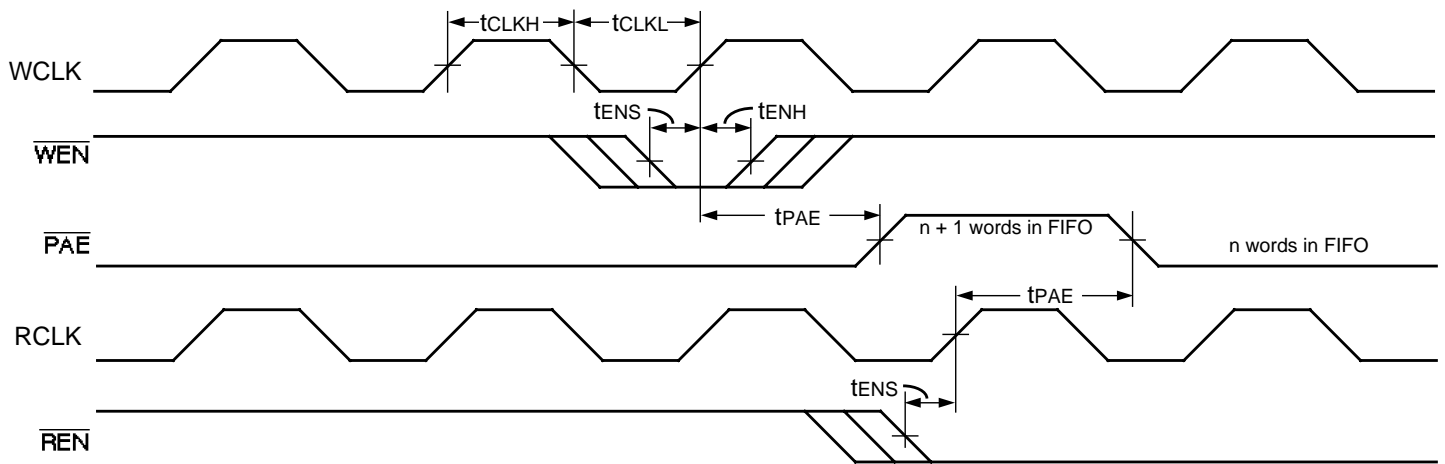 tCLKH
tCLKL
WCLK
tENS
tENH
WEN
tPAE
n + 1 words in FIFO
PAE
n words in FIFO
tPAE
RCLK
tENS
REN